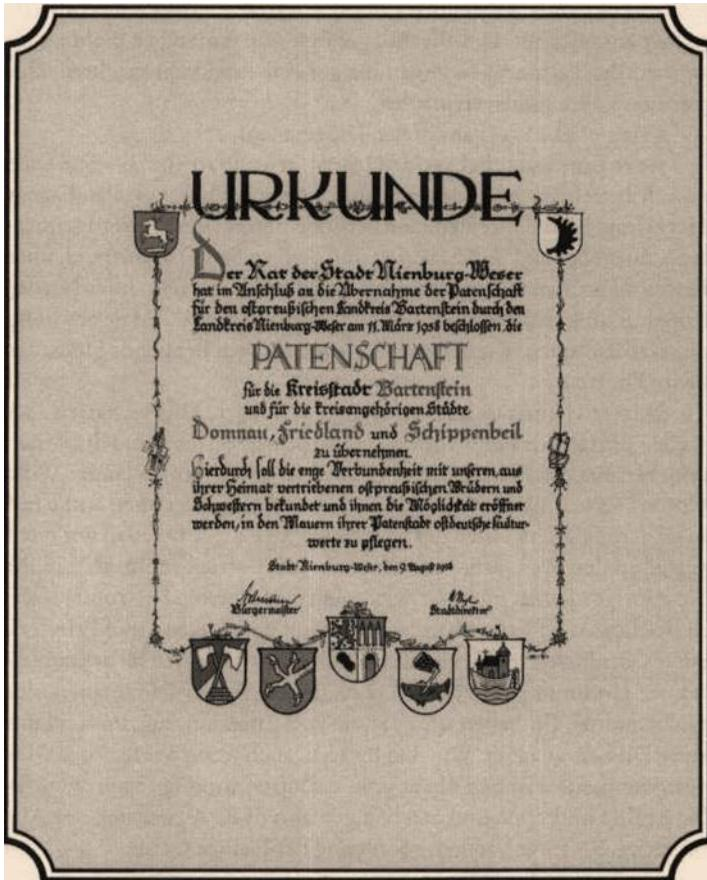 URKUNDE
Der Rat der Stadt Nienburg-Weser
hat im Anschluß an die Übernahme der Patenschaft
für den ostpreußischen Landkreis Bartenstein durch den
Landkreis Nienburg-Weser am 11. März 1958 beschlossen, die
PATENSCHAFT
für die Kreisstadt Bartenstein
und für die kreisangehörigen Städte
Domnau, Friedland und Schippenbeil
zu übernehmen.
Hierdurch soll die enge Verbundenheit mit unseren, aus
ihrer Heimat vertriebenen ostpreußischen Brüdern und
Schwestern bekundet und ihnen die Möglichkeit eröffnet
werden, in den Mauern ihrer Patenstadt ostdeutsche Kultur-
werte zu pflegen.
Stadt Nienburg-Weser, den 9. August
Bürgermeister
Stadtdirektor